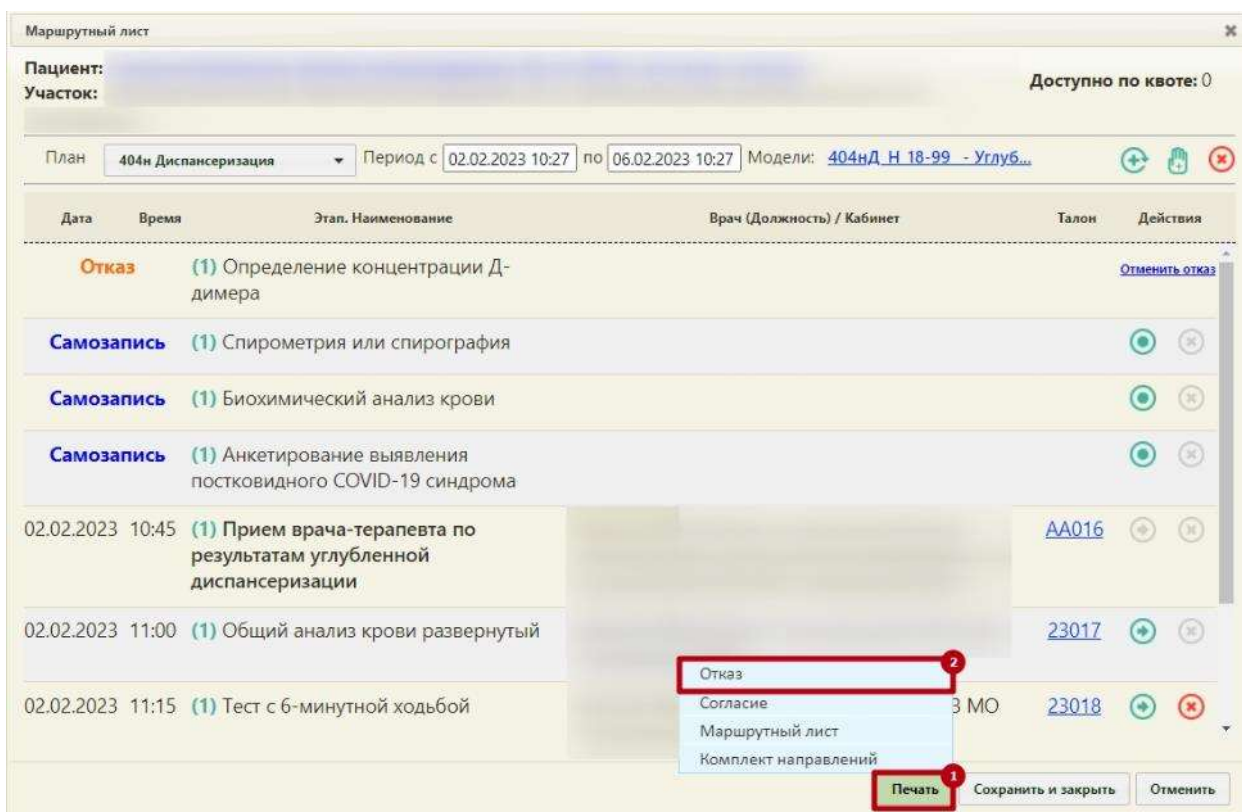 Маршрутный лист
Пациент:
Участок:
Доступно по квоте: 0
План 404н Диспансеризация Период с 02.02.2023 10:27 по 06.02.2023 10:27 Модели: 404нД_Н_18-99_- Углуб...
Дата Время Этап. Наименование Врач (Должность) / Кабинет Талон Действия
Отказ (1) Определение концентрации Д- Отменить отказ
димера
Самозапись (1) Спирометрия или спирография
Самозапись (1) Биохимический анализ крови
Самозапись (1) Анкетирование выявления
постковидного COVID-19 синдрома
02.02.2023 10:45 (1) Прием врача-терапевта по AA016
результатам углубленной
диспансеризации
02.02.2023 11:00 (1) Общий анализ крови развернутый 23017
2
Отказ
02.02.2023 11:15 (1) Тест с 6-минутной ходьбой З МО 23018
Согласие
Маршрутный лист
Комплект направлений
1
Печать Сохранить и закрыть Отменить